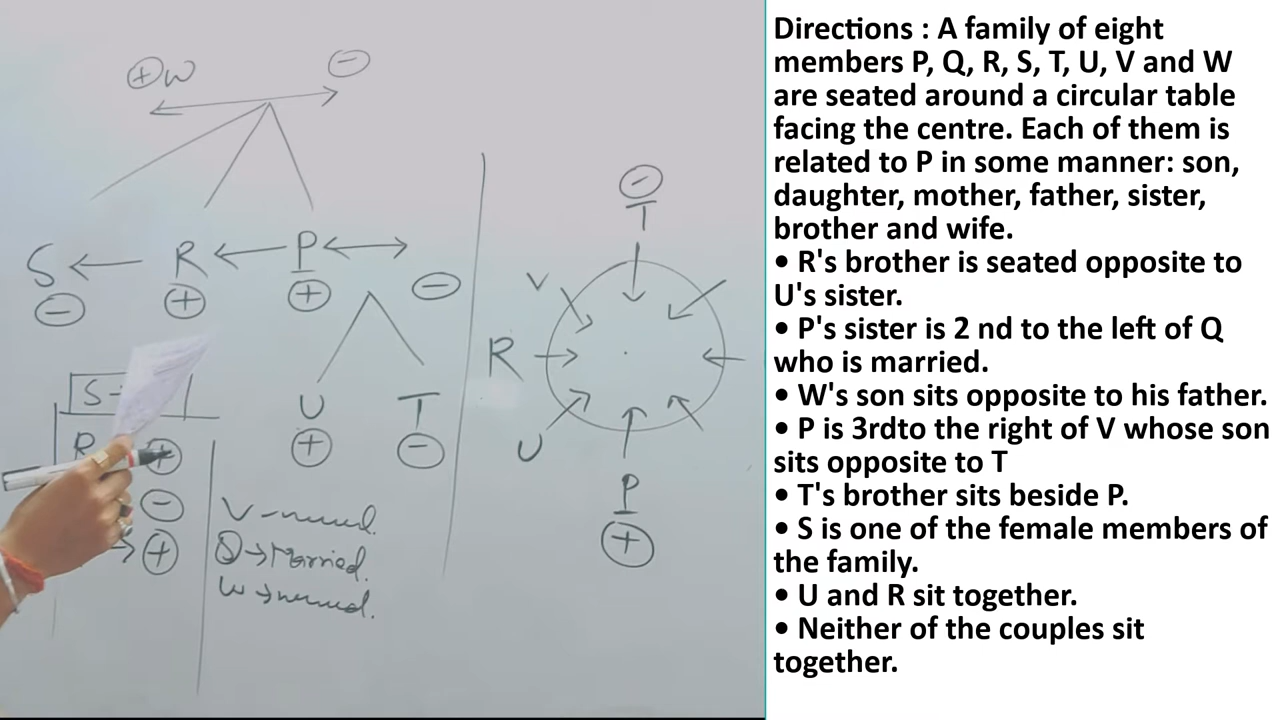 Directions : A family of eight
members P, Q, R, S, T, U, V and W
are seated around a circular table
facing the centre. Each of them is
related to P in some manner: son,
daughter, mother, father, sister,
brother and wife.
• R's brother is seated opposite to
U's sister.
• P's sister is 2 nd to the left of Q
who is married.
• W's son sits opposite to his father.
• P is 3rdto the right of V whose son
sits opposite to T
• T's brother sits beside P.
• S is one of the female members of
the family.
• U and R sit together.
• Neither of the couples sit
together.
+ W -
S R P
- + + -
U T
+ -
S
R +
-
+
V
Q → Married.
W →
- T
V
R
U
P +